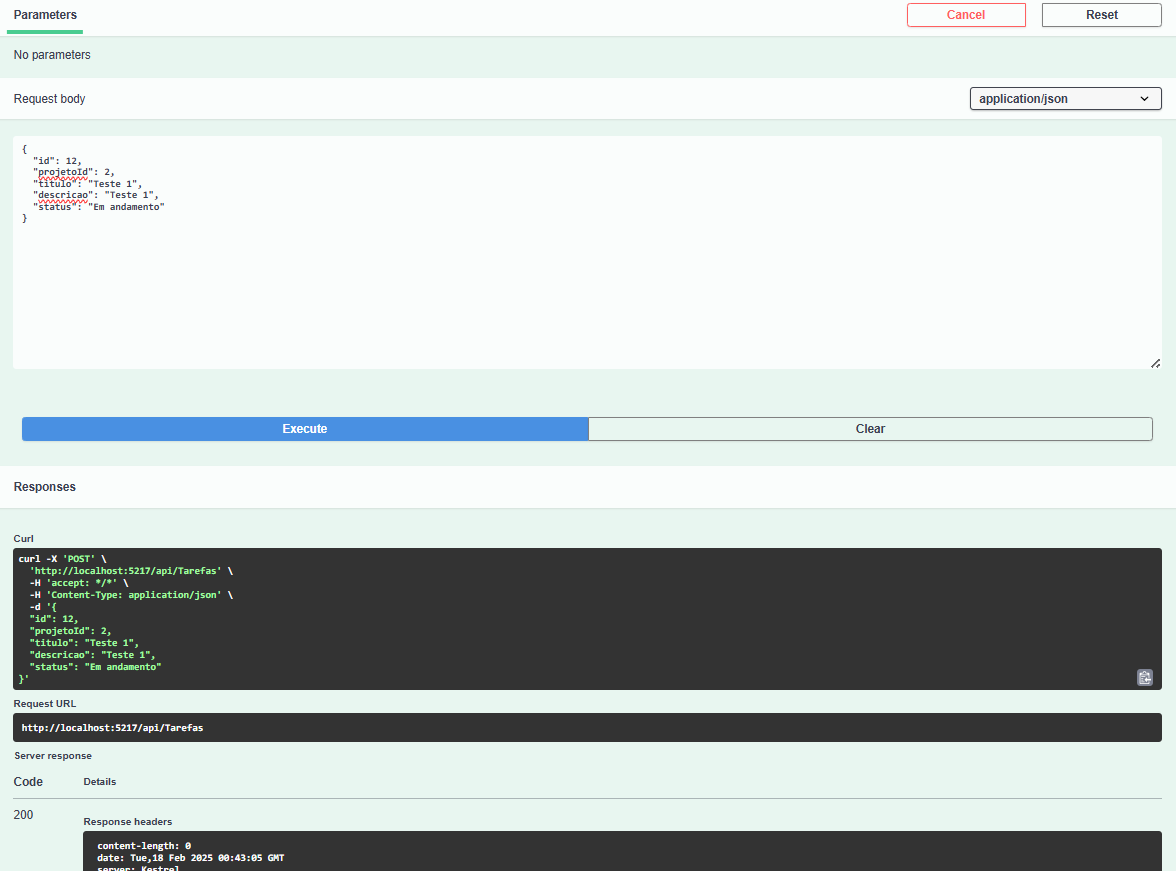 Parameters
Cancel
Reset
No parameters
Request body
application/json
{
  "id": 12,
  "projetoId": 2,
  "titulo": "Teste 1",
  "descricao": "Teste 1",
  "status": "Em andamento"
}
Execute
Clear
Responses
Curl
curl -X 'POST' \
  'http://localhost:5217/api/Tarefas' \
  -H 'accept: */*' \
  -H 'Content-Type: application/json' \
  -d '{
  "id": 12,
  "projetoId": 2,
  "titulo": "Teste 1",
  "descricao": "Teste 1",
  "status": "Em andamento"
}'
Request URL
http://localhost:5217/api/Tarefas
Server response
Code
Details
200
Response headers
content-length: 0
date: Tue,18 Feb 2025 00:43:05 GMT
server: Kestrel